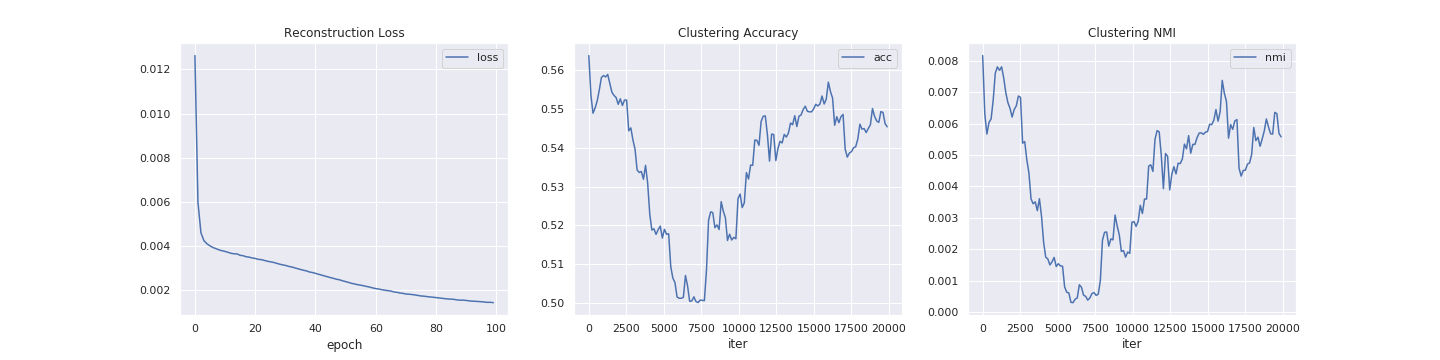 Reconstruction Loss
loss
0.012
0.010
0.008
0.006
0.004
0.002
0 20 40 60 80 100
epoch
Clustering Accuracy
acc
0.56
0.55
0.54
0.53
0.52
0.51
0.50
0 2500 5000 7500 10000 12500 15000 17500 20000
iter
Clustering NMI
nmi
0.008
0.007
0.006
0.005
0.004
0.003
0.002
0.001
0.000
0 2500 5000 7500 10000 12500 15000 17500 20000
iter